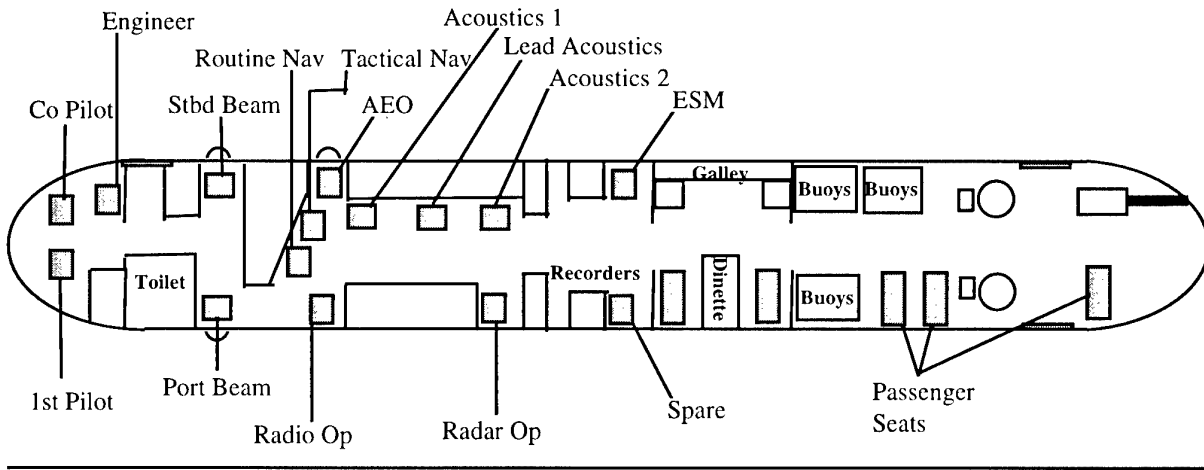 Engineer
Acoustics 1
Lead Acoustics
Routine Nav
Tactical Nav
Acoustics 2
Co Pilot
Stbd Beam
AEO
ESM
Galley
Buoys
Buoys
Toilet
Recorders
Dinette
Buoys
1st Pilot
Port Beam
Radio Op
Radar Op
Spare
Passenger
Seats